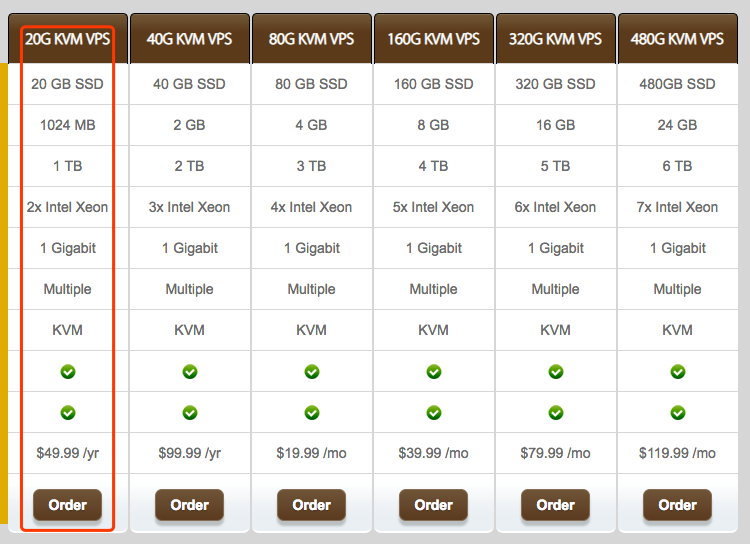 20G KVM VPS 40G KVM VPS 80G KVM VPS 160G KVM VPS 320G KVM VPS 480G KVM VPS
20 GB SSD 40 GB SSD 80 GB SSD 160 GB SSD 320 GB SSD 480GB SSD
1024 MB 2 GB 4 GB 8 GB 16 GB 24 GB
1 TB 2 TB 3 TB 4 TB 5 TB 6 TB
2x Intel Xeon 3x Intel Xeon 4x Intel Xeon 5x Intel Xeon 6x Intel Xeon 7x Intel Xeon
1 Gigabit 1 Gigabit 1 Gigabit 1 Gigabit 1 Gigabit 1 Gigabit
Multiple Multiple Multiple Multiple Multiple Multiple
KVM KVM KVM KVM KVM KVM
$49.99 /yr $99.99 /yr $19.99 /mo $39.99 /mo $79.99 /mo $119.99 /mo
Order Order Order Order Order Order